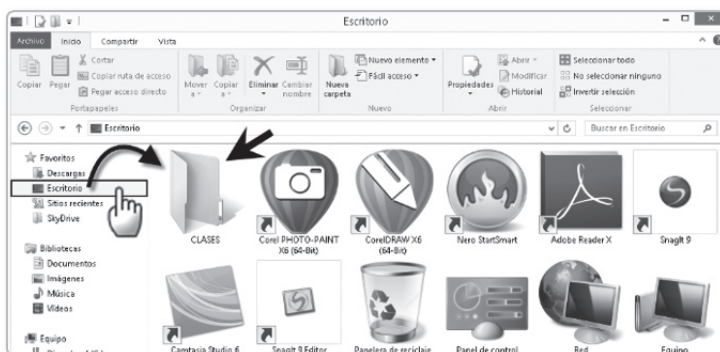 Escritorio
Archivo Inicio Compartir Vista
Copiar
Pegar
Cortar
Copiar ruta de acceso
Pegar acceso directo
Portapapeles
Mover a
Copiar a
Eliminar
Cambiar nombre
Organizar
Nueva carpeta
Nuevo elemento
Fácil acceso
Nuevo
Propiedades
Abrir
Modificar
Historial
Abrir
Seleccionar todo
No seleccionar ninguno
Invertir selección
Seleccionar
Escritorio
Buscar en Escritorio
Favoritos
Descargas
Escritorio
Sitios recientes
SkyDrive
Bibliotecas
Documentos
Imágenes
Música
Vídeos
Equipo
CLASES
Corel PHOTO-PAINT
X6 (64-Bit)
CorelDRAW X6
(64-Bit)
Nero StartSmart
Adobe Reader X
SnagIt 9
Camtasia Studio 6
SnagIt 9 Editor
Papelera de reciclaje
Panel de control
Red
Equipo